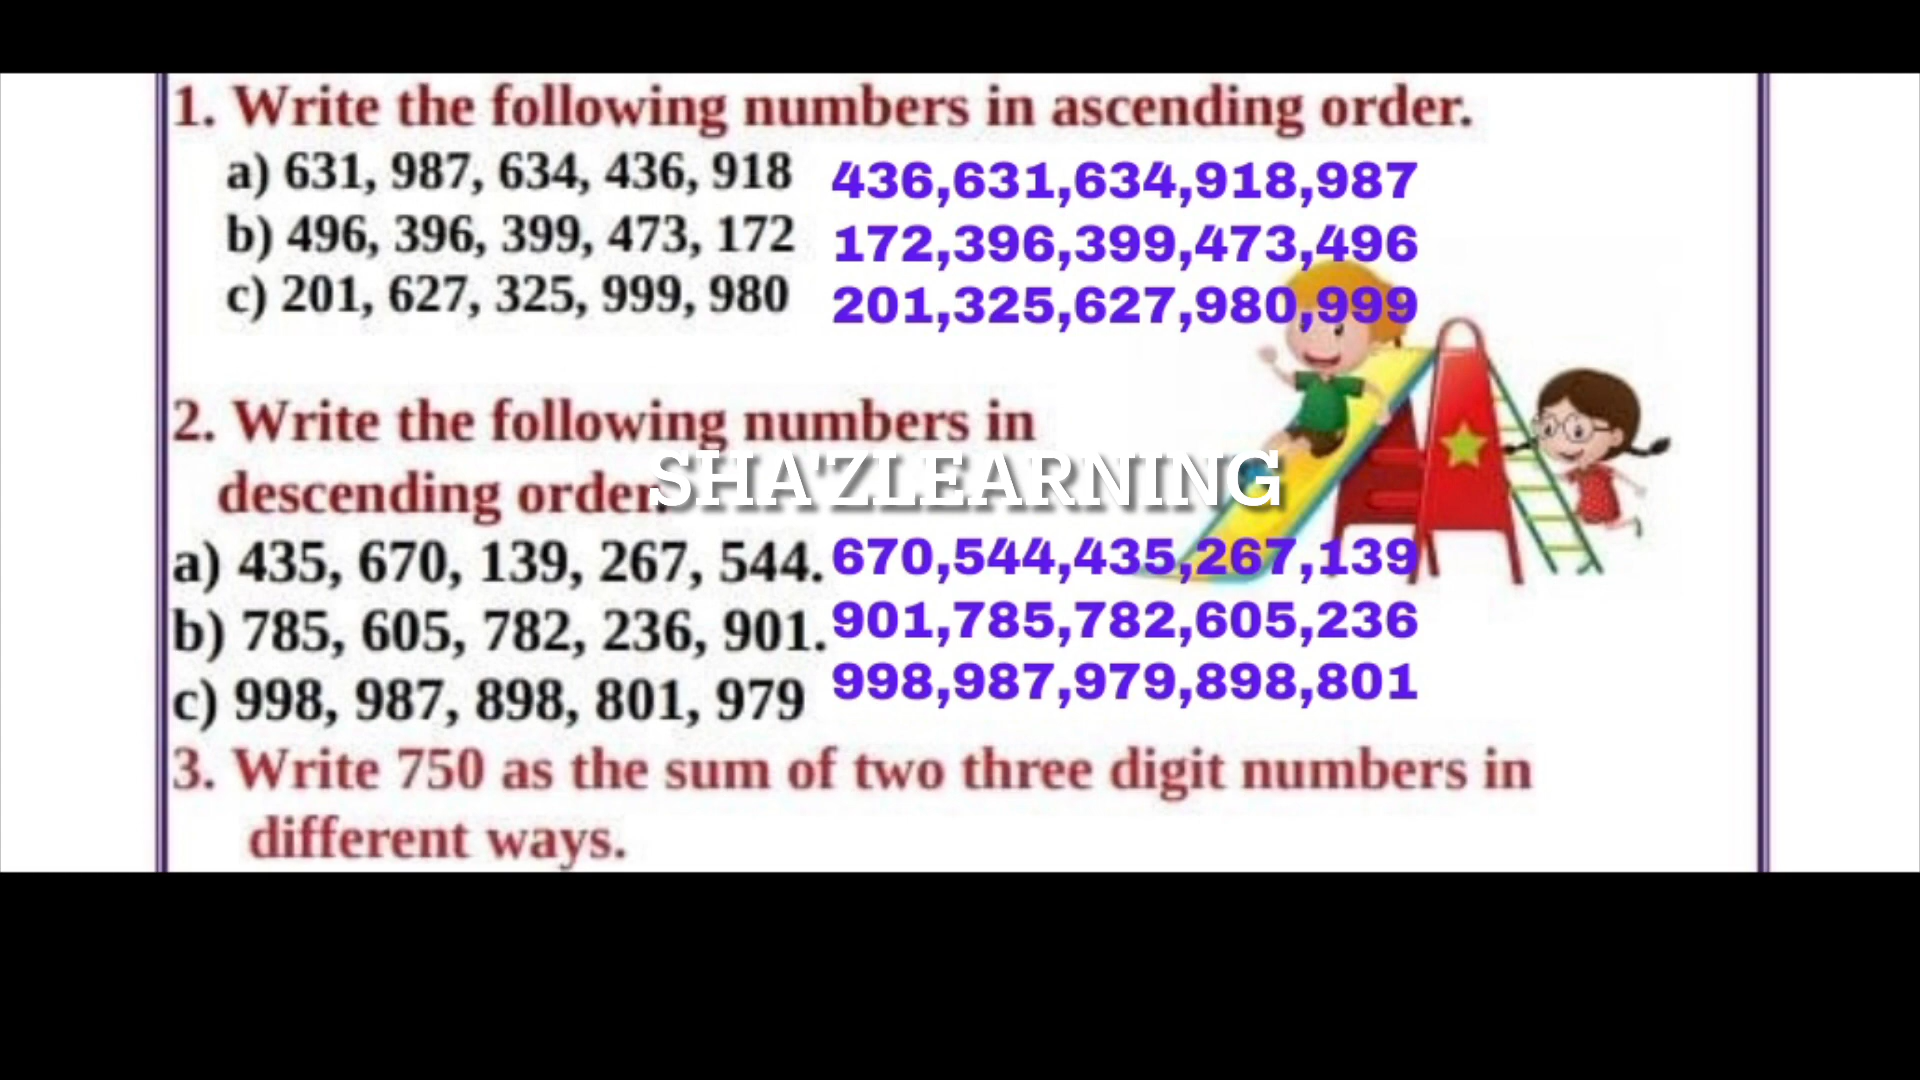 1. Write the following numbers in ascending order.
a) 631, 987, 634, 436, 918 436,631,634,918,987
b) 496, 396, 399, 473, 172 172,396,399,473,496
c) 201, 627, 325, 999, 980 201,325,627,980,999
2. Write the following numbers in
descending order.
SHA'ZLEARNING
a) 435, 670, 139, 267, 544. 670,544,435,267,139
b) 785, 605, 782, 236, 901. 901,785,782,605,236
c) 998, 987, 898, 801, 979 998,987,979,898,801
3. Write 750 as the sum of two three digit numbers in
different ways.